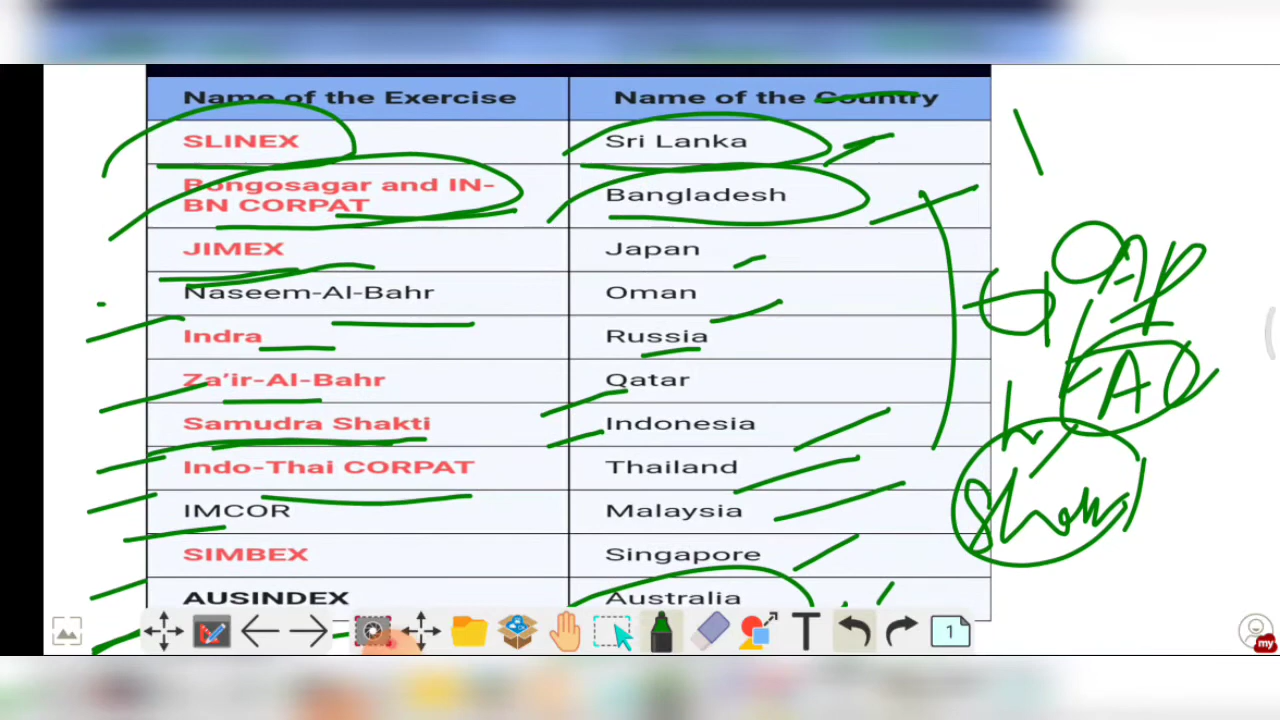 Name of the Exercise Name of the Country
SLINEX Sri Lanka
Bongosagar and IN-
BN CORPAT Bangladesh
JIMEX Japan
Naseem-Al-Bahr Oman
Indra Russia
Za’ir-Al-Bahr Qatar
Samudra Shakti Indonesia
Indo-Thai CORPAT Thailand
IMCOR Malaysia
SIMBEX Singapore
AUSINDEX Australia
T
1
my